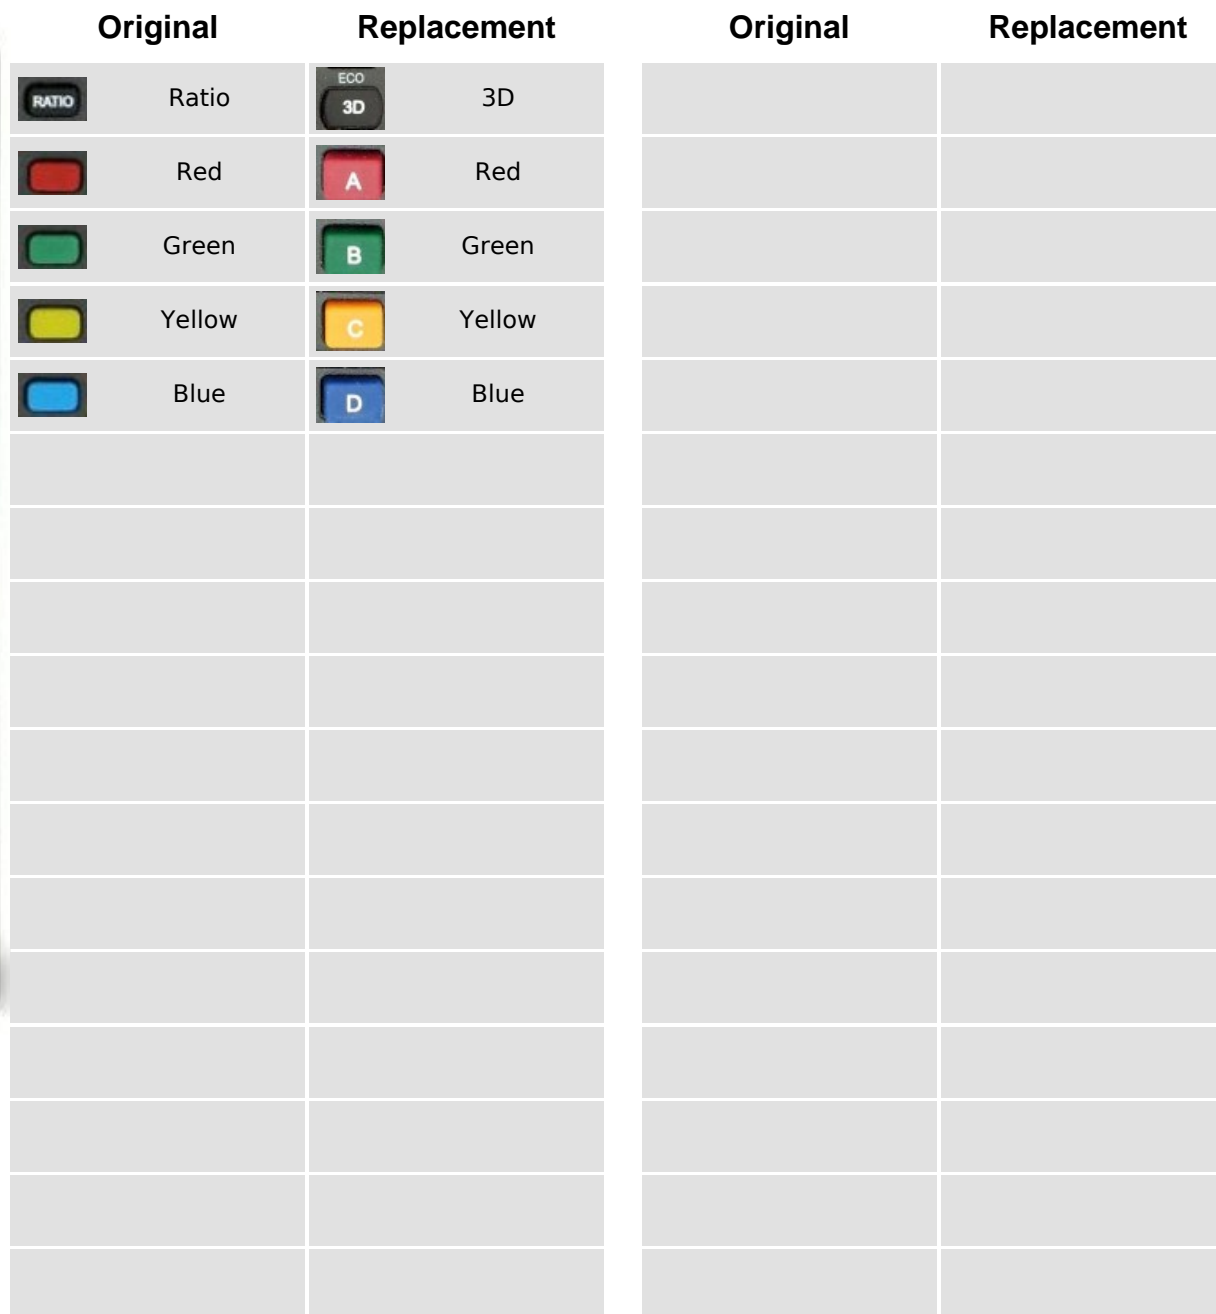 Original Replacement Original Replacement
RATIO Ratio ECO 3D 3D
Red A Red
Green B Green
Yellow C Yellow
Blue D Blue